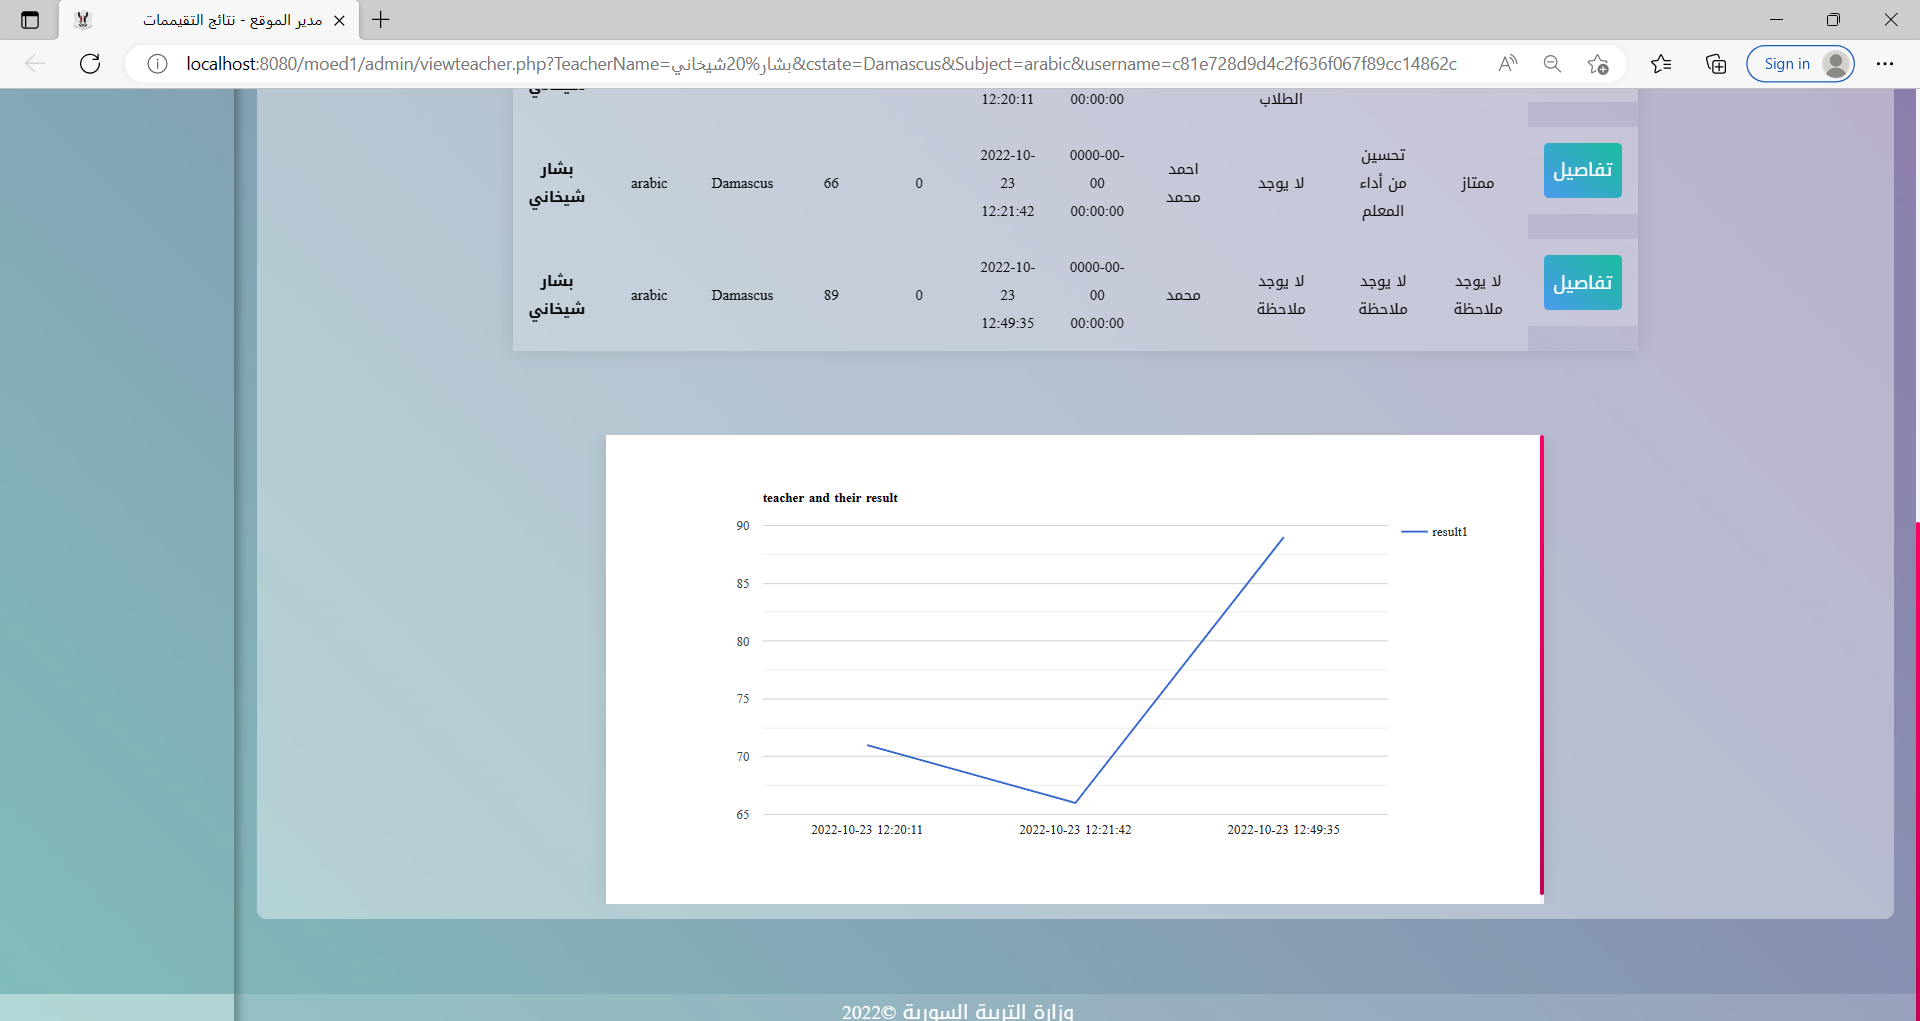 مدير الموقع - نتائج التقييمات
localhost:8080/moed1/admin/viewteacher.php?TeacherName=بشار%20شيخاني&cstate=Damascus&Subject=arabic&username=c81e728d9d4c2f636f067f89cc14862c
Sign in
12:20:11
00:00:00
الطلاب
بشار
شيخاني
arabic
Damascus
66
0
2022-10-
23
12:21:42
0000-00-
00
00:00:00
احمد
محمد
لا يوجد
تحسين
من أداء
المعلم
ممتاز
تفاصيل
بشار
شيخاني
arabic
Damascus
89
0
2022-10-
23
12:49:35
0000-00-
00
00:00:00
محمد
لا يوجد
ملاحظة
لا يوجد
ملاحظة
لا يوجد
ملاحظة
تفاصيل
teacher and their result
90
85
80
75
70
65
result1
2022-10-23 12:20:11
2022-10-23 12:21:42
2022-10-23 12:49:35
وزارة التربية السورية ©2022